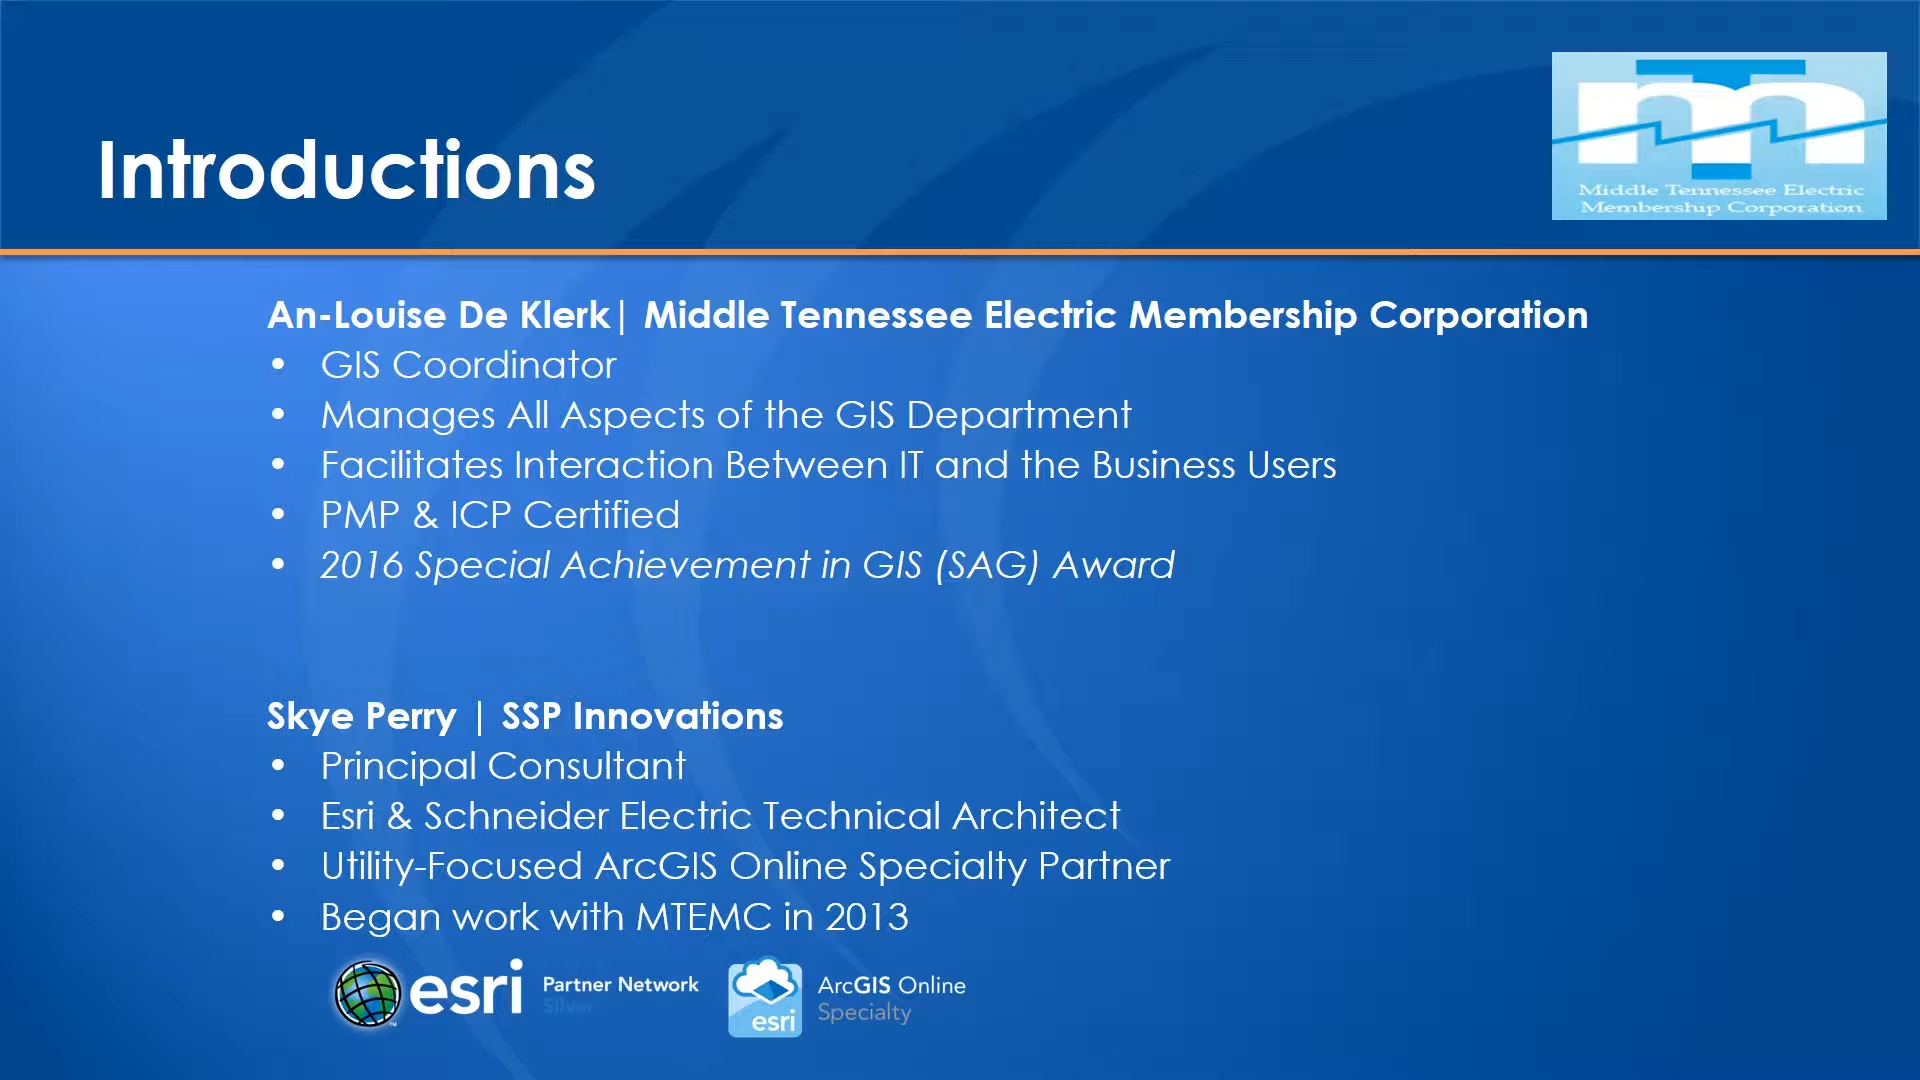 Introductions
Middle Tennessee Electric
Membership Corporation
An-Louise De Klerk| Middle Tennessee Electric Membership Corporation
• GIS Coordinator
• Manages All Aspects of the GIS Department
• Facilitates Interaction Between IT and the Business Users
• PMP & ICP Certified
• 2016 Special Achievement in GIS (SAG) Award
Skye Perry | SSP Innovations
• Principal Consultant
• Esri & Schneider Electric Technical Architect
• Utility-Focused ArcGIS Online Specialty Partner
• Began work with MTEMC in 2013
esri Partner Network
Silver
esri
ArcGIS Online
Specialty